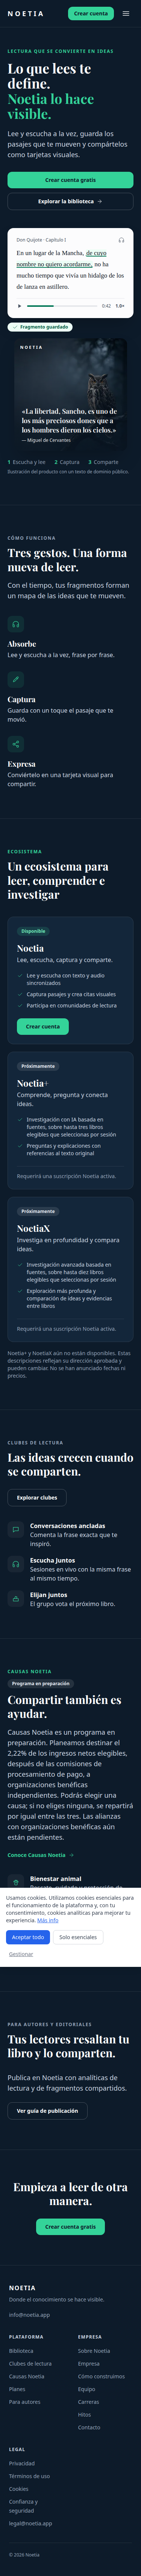 NOETIA
Crear cuenta
LECTURA QUE SE CONVIERTE EN IDEAS
Lo que lees te
define.
Noetia lo hace
visible.
Lee y escucha a la vez, guarda los
pasajes que te mueven y compártelos
como tarjetas visuales.
Crear cuenta gratis
Explorar la biblioteca →
Don Quijote · Capítulo I
En un lugar de la Mancha, de cuyo
nombre no quiero acordarme, no ha
mucho tiempo que vivía un hidalgo de los
de lanza en astillero.
0:42 1.0×
✓ Fragmento guardado
NOETIA
«La libertad, Sancho, es uno de
los más preciosos dones que a
los hombres dieron los cielos.»
— Miguel de Cervantes
1 Escucha y lee 2 Captura 3 Comparte
Ilustración del producto con un texto de dominio público.
CÓMO FUNCIONA
Tres gestos. Una forma
nueva de leer.
Con el tiempo, tus fragmentos forman
un mapa de las ideas que te mueven.
Absorbe
Lee y escucha a la vez, frase por frase.
Captura
Guarda con un toque el pasaje que te
movió.
Expresa
Conviértelo en una tarjeta visual para
compartir.
ECOSISTEMA
Un ecosistema para
leer, comprender e
investigar
Disponible
Noetia
Lee, escucha, captura y comparte.
✓ Lee y escucha con texto y audio
sincronizados
✓ Captura pasajes y crea citas visuales
✓ Participa en comunidades de lectura
Crear cuenta
Próximamente
Noetia+
Comprende, pregunta y conecta
ideas.
✓ Investigación con IA basada en
fuentes, sobre hasta tres libros
elegibles que seleccionas por sesión
✓ Preguntas y explicaciones con
referencias al texto original
Requerirá una suscripción Noetia activa.
Próximamente
NoetiaX
Investiga en profundidad y compara
ideas.
✓ Investigación avanzada basada en
fuentes, sobre hasta diez libros
elegibles que seleccionas por sesión
✓ Exploración más profunda y
comparación de ideas y evidencias
entre libros
Requerirá una suscripción Noetia activa.
Noetia+ y NoetiaX aún no están disponibles. Estas
descripciones reflejan su dirección aprobada y
pueden cambiar. No se han anunciado fechas ni
precios.
CLUBES DE LECTURA
Las ideas crecen cuando
se comparten.
Explorar clubes
Conversaciones ancladas
Comenta la frase exacta que te
inspiró.
Escucha Juntos
Sesiones en vivo con la misma frase
al mismo tiempo.
Elijan juntos
El grupo vota el próximo libro.
CAUSAS NOETIA
Programa en preparación
Compartir también es
ayudar.
Causas Noetia es un programa en
preparación. Planeamos destinar el
2,22% de los ingresos netos elegibles,
después de las comisiones de
procesamiento de pago, a
organizaciones benéficas
independientes. Podrás elegir una
causa; si no eliges ninguna, se repartirá
por igual entre las tres. Las alianzas
con organizaciones benéficas aún
están pendientes.
Conoce Causas Noetia →
Bienestar animal
Usamos cookies. Utilizamos cookies esenciales para
el funcionamiento de la plataforma y, con tu
consentimiento, cookies analíticas para mejorar tu
experiencia. Más info
Aceptar todo
Solo esenciales
Gestionar
PARA AUTORES Y EDITORIALES
Tus lectores resaltan tu
libro y lo comparten.
Publica en Noetia con analíticas de
lectura y de fragmentos compartidos.
Ver guía de publicación
Empieza a leer de otra
manera.
Crear cuenta gratis
NOETIA
Donde el conocimiento se hace visible.
info@noetia.app
PLATAFORMA
Biblioteca
Clubes de lectura
Causas Noetia
Planes
Para autores
EMPRESA
Sobre Noetia
Empresa
Cómo construimos
Equipo
Carreras
Hitos
Contacto
LEGAL
Privacidad
Términos de uso
Cookies
Confianza y
seguridad
legal@noetia.app
© 2026 Noetia